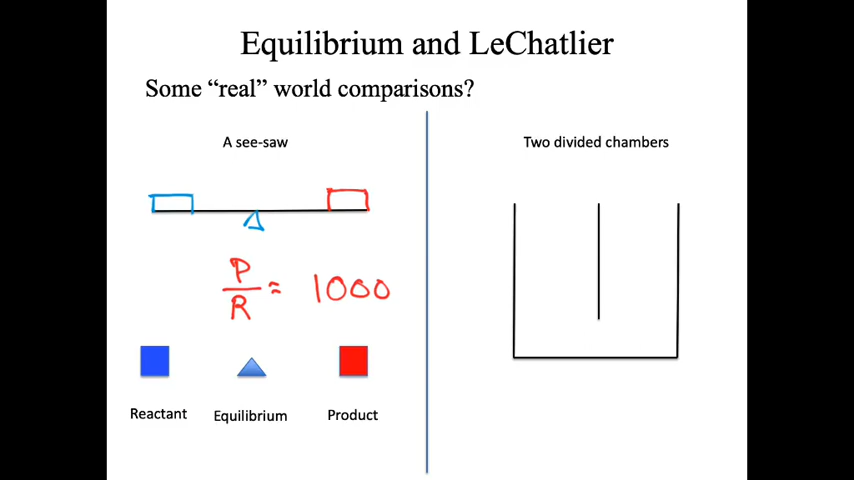 Equilibrium and LeChatlier
Some “real” world comparisons?
A see-saw
P
R
= 1000
Reactant
Equilibrium
Product
Two divided chambers